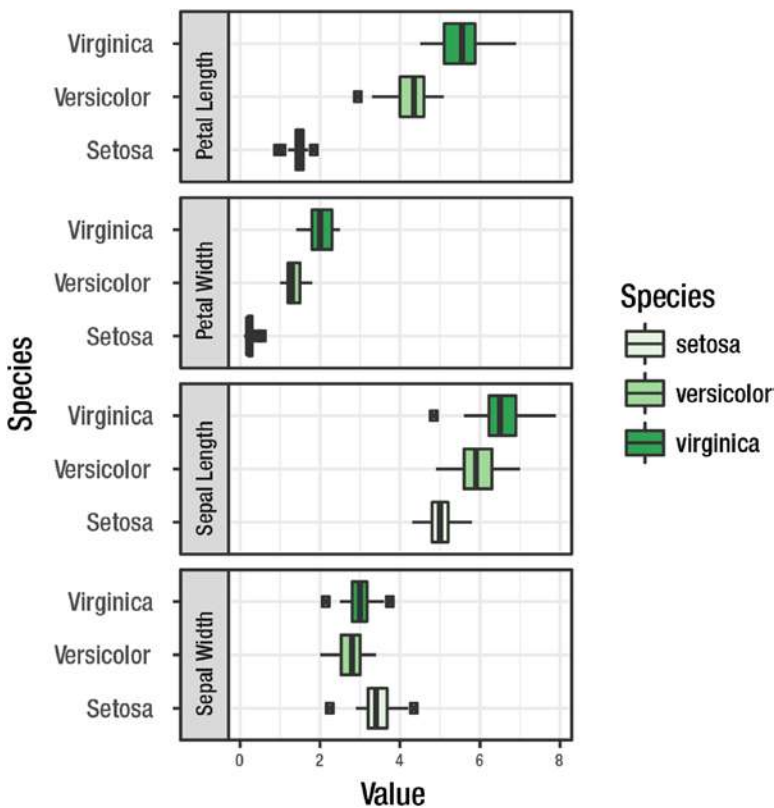 Species
Virginica
Versicolor
Setosa
Petal Length
Virginica
Versicolor
Setosa
Petal Width
Virginica
Versicolor
Setosa
Sepal Length
Virginica
Versicolor
Setosa
Sepal Width
0 2 4 6 8
Value
Species
setosa
versicolor
virginica